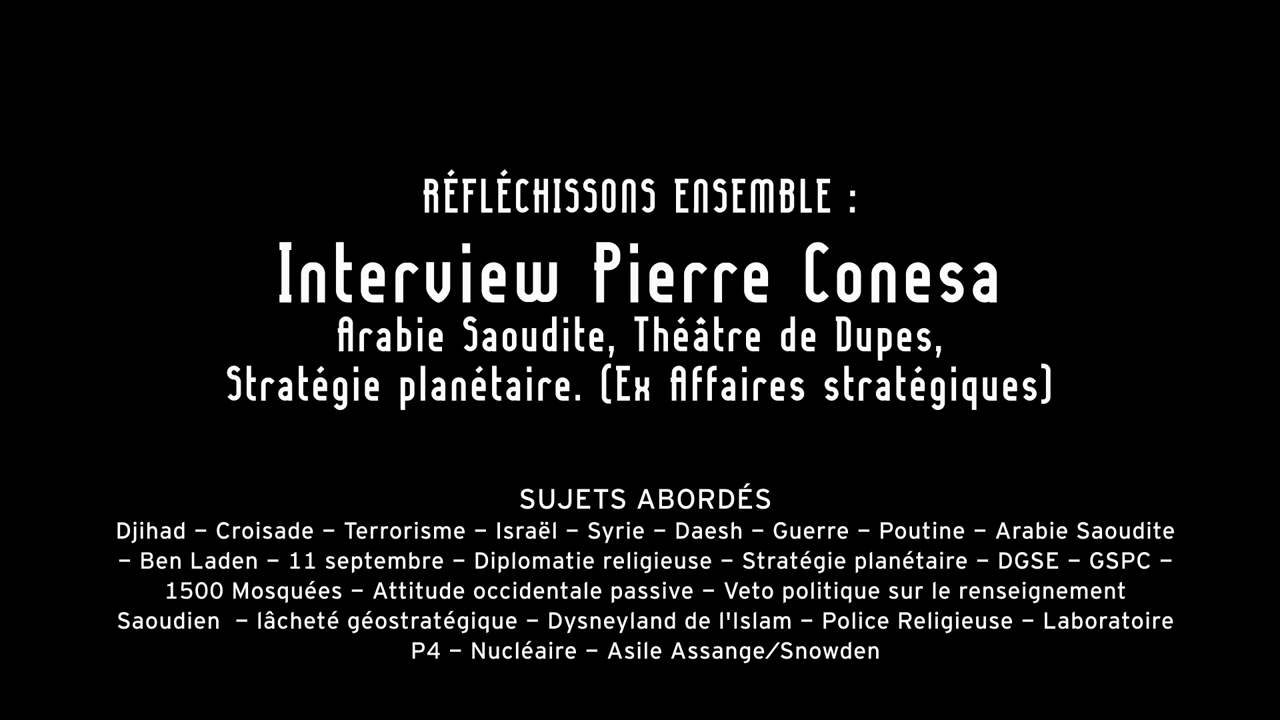 RÉFLÉCHISSONS ENSEMBLE :
Interview Pierre Conesa
Arabie Saoudite, Théâtre de Dupes,
Stratégie planétaire. (Ex Affaires stratégiques)
SUJETS ABORDÉS
Djihad – Croisade – Terrorisme – Israël – Syrie – Daesh – Guerre – Poutine – Arabie Saoudite
– Ben Laden – 11 septembre – Diplomatie religieuse – Stratégie planétaire – DGSE – GSPC –
1500 Mosquées – Attitude occidentale passive – Veto politique sur le renseignement
Saoudien – lâcheté géostratégique – Dysneyland de l'Islam – Police Religieuse – Laboratoire
P4 – Nucléaire – Asile Assange/Snowden